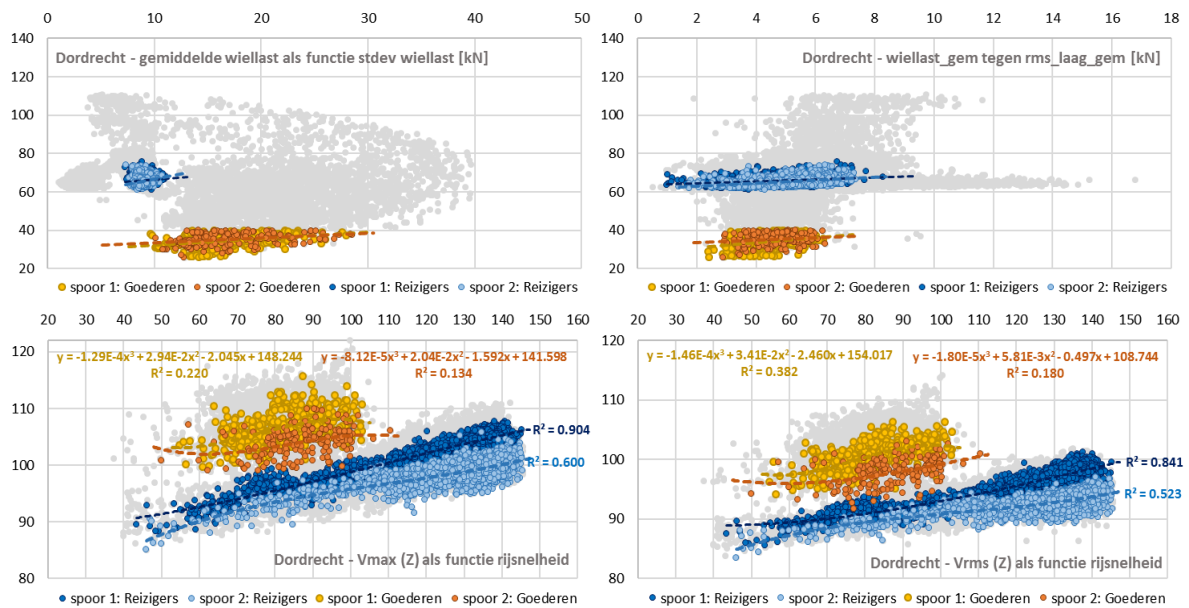 0 10 20 30 40 50
140
120
100
80
60
40
20
Dordrecht - gemiddelde wiellast als functie stdev wiellast [kN]
spoor 1: Goederen spoor 2: Goederen spoor 1: Reizigers spoor 2: Reizigers
0 2 4 6 8 10 12 14 16 18
140
120
100
80
60
40
20
Dordrecht - wiellast_gem tegen rms_laag_gem [kN]
spoor 1: Goederen spoor 2: Goederen spoor 1: Reizigers spoor 2: Reizigers
20 30 40 50 60 70 80 90 100 110 120 130 140 150 160
120
110
100
90
80
y = -1.29E-4x³ + 2.94E-2x² - 2.045x + 148.244
R² = 0.220
y = -8.12E-5x³ + 2.04E-2x² - 1.592x + 141.598
R² = 0.134
R² = 0.904
R² = 0.600
Dordrecht - Vmax (Z) als functie rijsnelheid
spoor 1: Reizigers spoor 2: Reizigers spoor 1: Goederen spoor 2: Goederen
20 30 40 50 60 70 80 90 100 110 120 130 140 150 160
120
110
100
90
80
y = -1.46E-4x³ + 3.41E-2x² - 2.460x + 154.017
R² = 0.382
y = -1.80E-5x³ + 5.81E-3x² - 0.497x + 108.744
R² = 0.180
R² = 0.841
R² = 0.523
Dordrecht - Vrms (Z) als functie rijsnelheid
spoor 1: Reizigers spoor 2: Reizigers spoor 1: Goederen spoor 2: Goederen